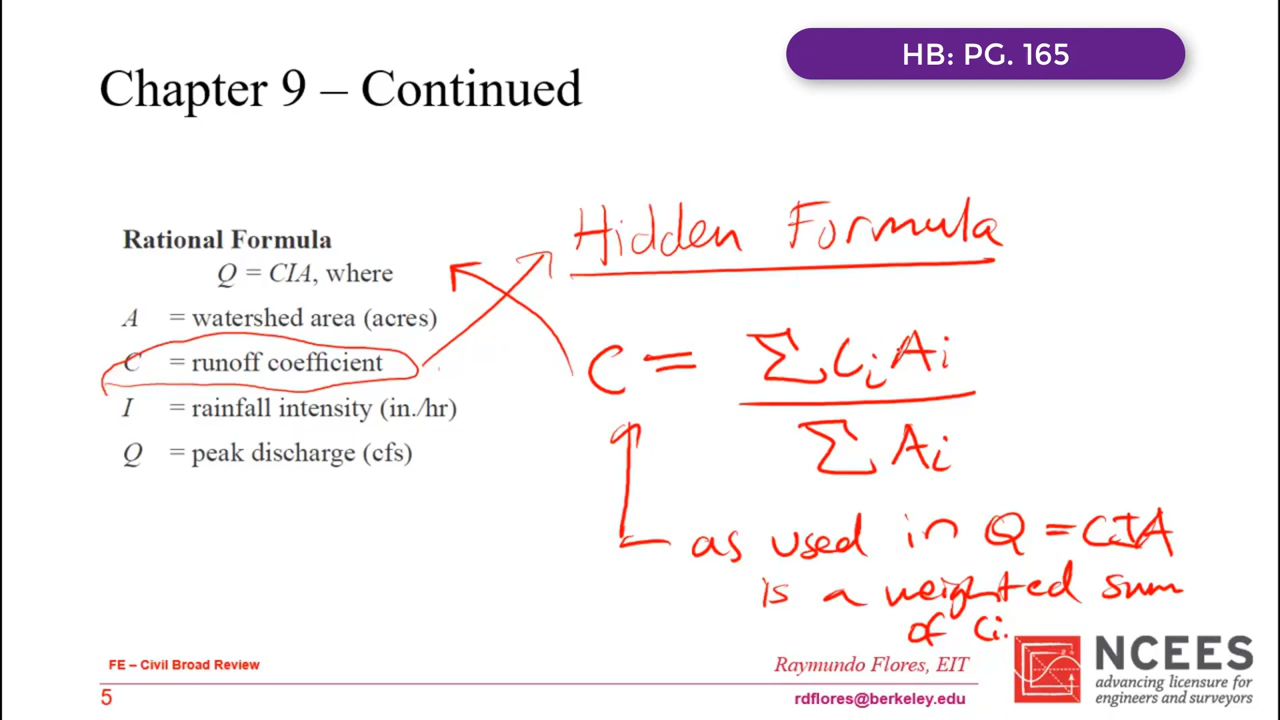 HB: PG. 165
Chapter 9 – Continued
Rational Formula
Q = CIA, where
A = watershed area (acres)
C = runoff coefficient
I = rainfall intensity (in./hr)
Q = peak discharge (cfs)
Hidden Formula
C = Σ CiAi
Σ Ai
as used in Q = CIA
is a weighted sum
of Ci.
FE – Civil Broad Review
5
Raymundo Flores, EIT
rdflores@berkeley.edu
NCEES
advancing licensure for
engineers and surveyors